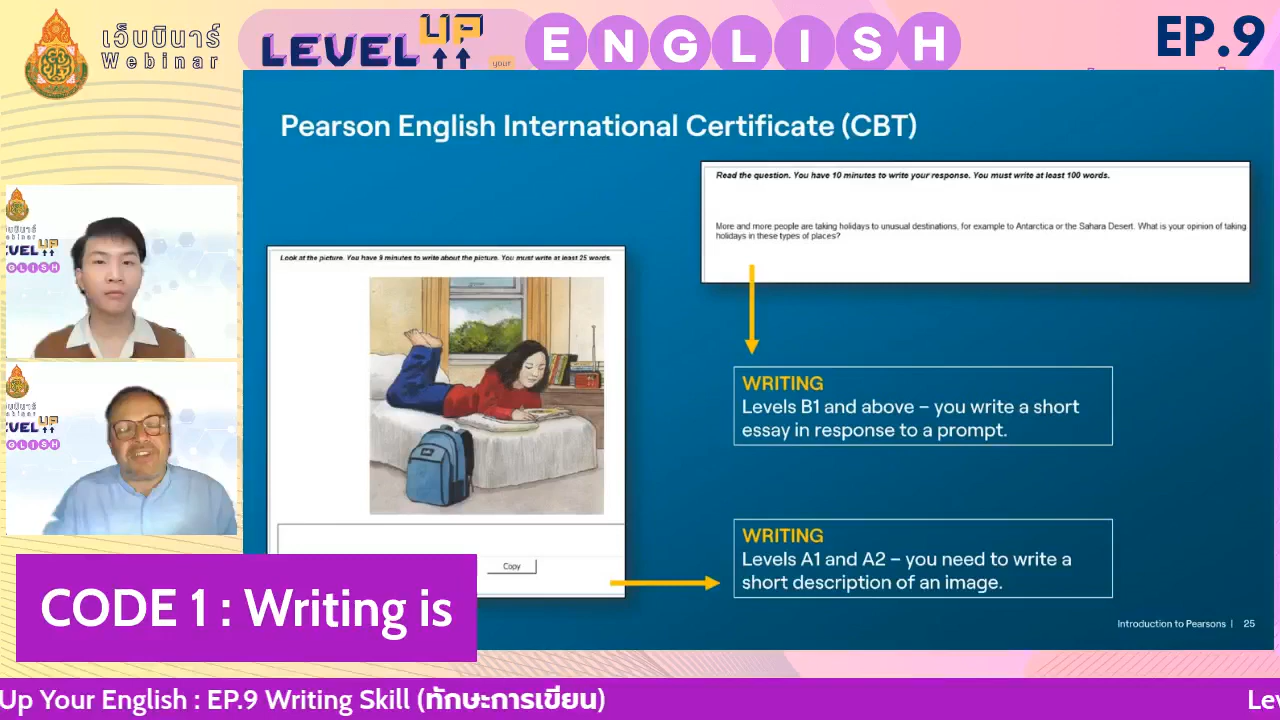 เว็บบินาร์
Webinar
LEVEL UP your ENGLISH
EP.9
Pearson English International Certificate (CBT)
Read the question. You have 10 minutes to write your response. You must write at least 100 words.
More and more people are taking holidays to unusual destinations, for example to Antarctica or the Sahara Desert. What is your opinion of taking
holidays in these types of places?
Look at the picture. You have 9 minutes to write about the picture. You must write at least 25 words.
WRITING
Levels B1 and above – you write a short
essay in response to a prompt.
WRITING
Levels A1 and A2 – you need to write a
short description of an image.
Copy
Introduction to Pearsons | 25
CODE 1 : Writing is
Up Your English : EP.9 Writing Skill (ทักษะการเขียน)
Lev